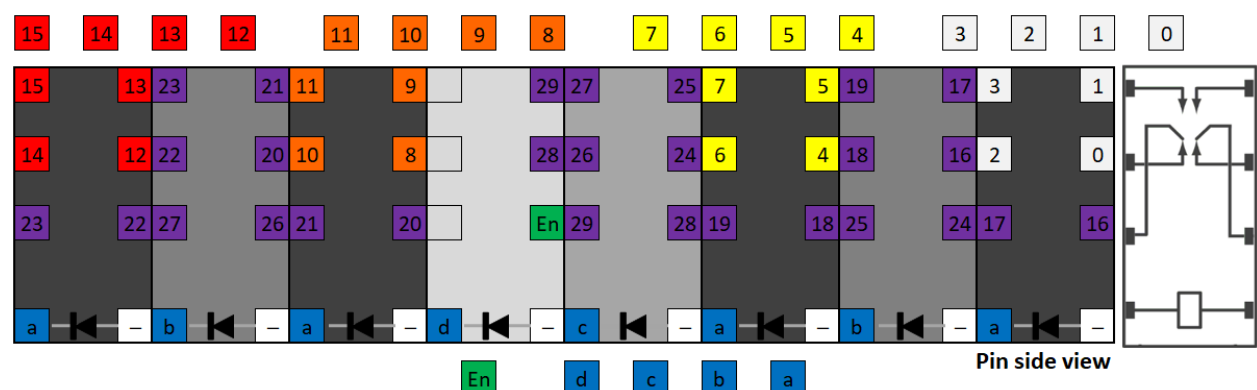 15 14 13 12 11 10 9 8 7 6 5 4 3 2 1 0
15 13 23 21 11 9 29 27 25 7 5 19 17 3 1
14 12 22 20 10 8 28 26 24 6 4 18 16 2 0
23 22 27 26 21 20 En 29 28 19 18 25 24 17 16
a – b – a – d – c – a – b – a –
Pin side view
En d c b a